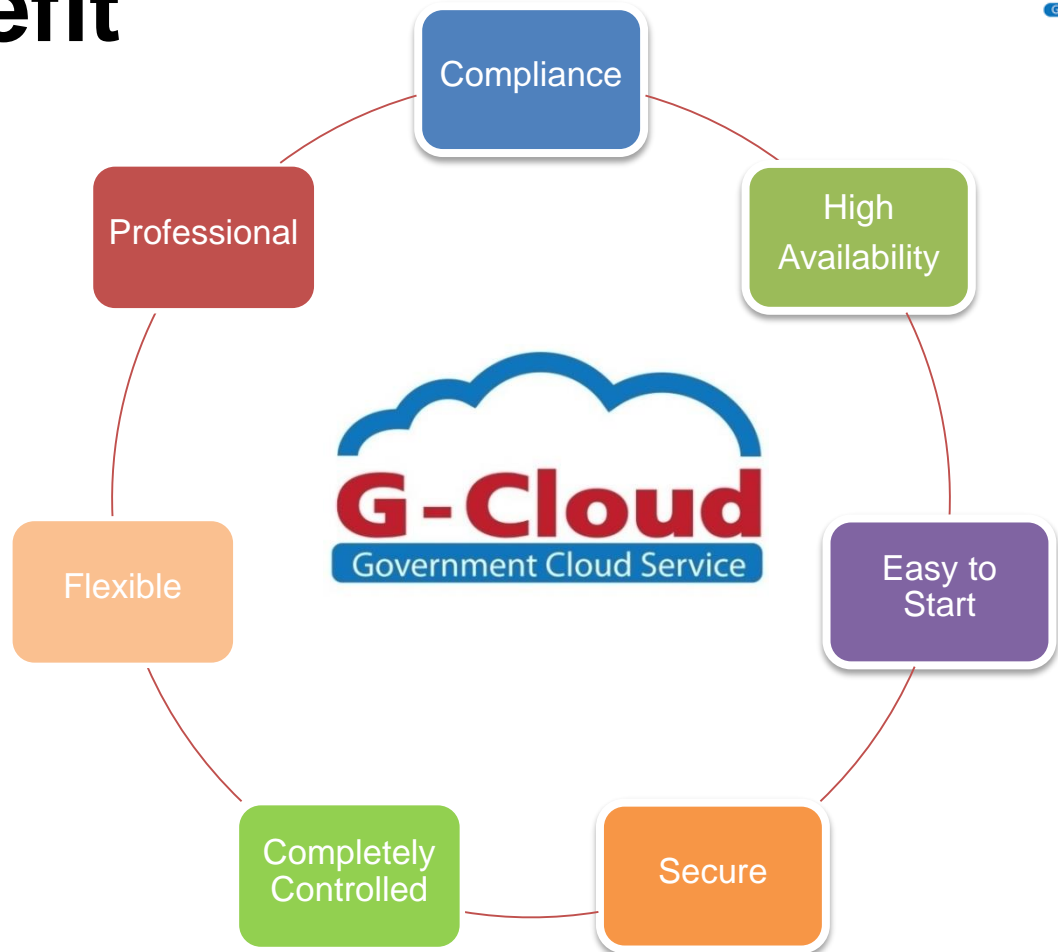 efit
Compliance
High
Availability
Professional
G-Cloud
Government Cloud Service
Easy to
Start
Flexible
Completely
Controlled
Secure